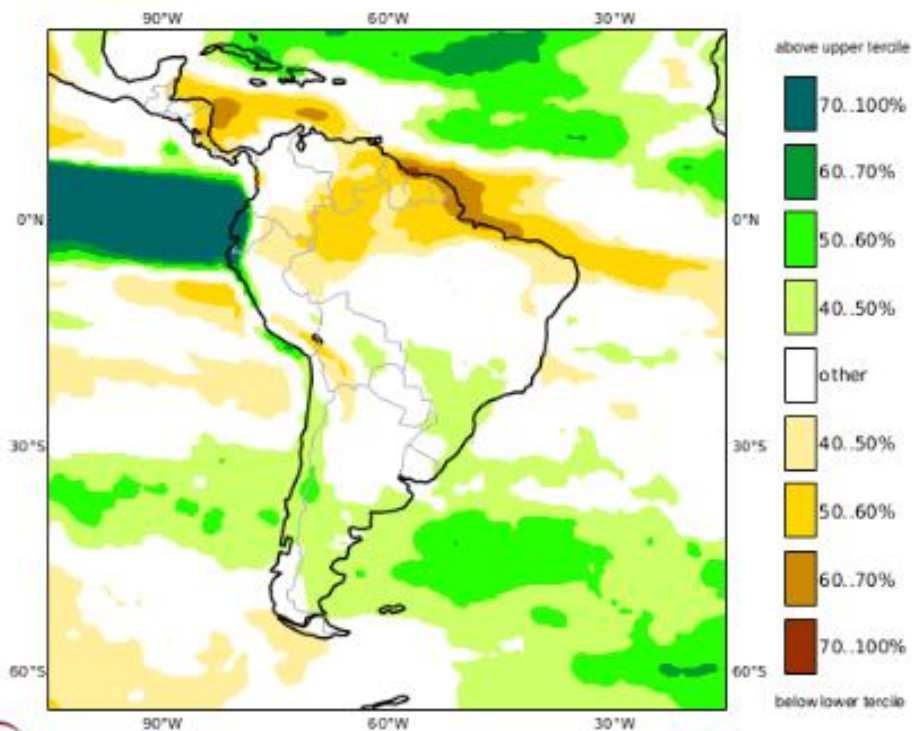 90°W 60°W 30°W
above upper tercile
70..100%
60..70%
0°N 0°N
50..60%
40..50%
other
30°S 30°S
40..50%
50..60%
60..70%
70..100%
60°S 60°S
below lower tercile
90°W 60°W 30°W